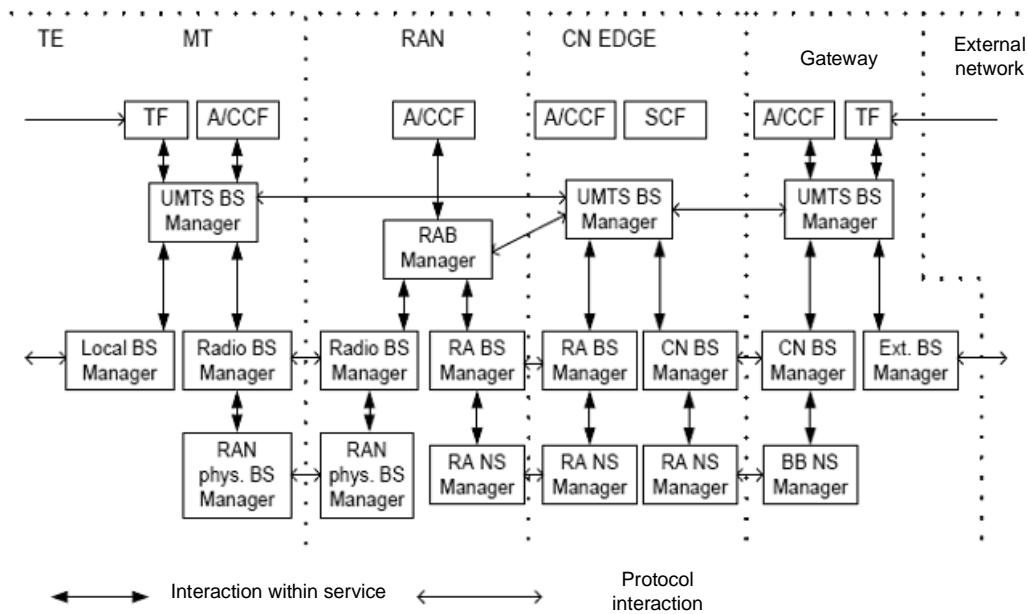 TE MT RAN CN EDGE Gateway External
network
TF A/CCF A/CCF A/CCF SCF A/CCF TF
UMTS BS
Manager
UMTS BS
Manager
UMTS BS
Manager
RAB
Manager
Local BS
Manager
Radio BS
Manager
Radio BS
Manager
RA BS
Manager
RA BS
Manager
CN BS
Manager
CN BS
Manager
Ext. BS
Manager
RAN
phys. BS
Manager
RAN
phys. BS
Manager
RA NS
Manager
RA NS
Manager
RA NS
Manager
BB NS
Manager
Interaction within service
Protocol
interaction